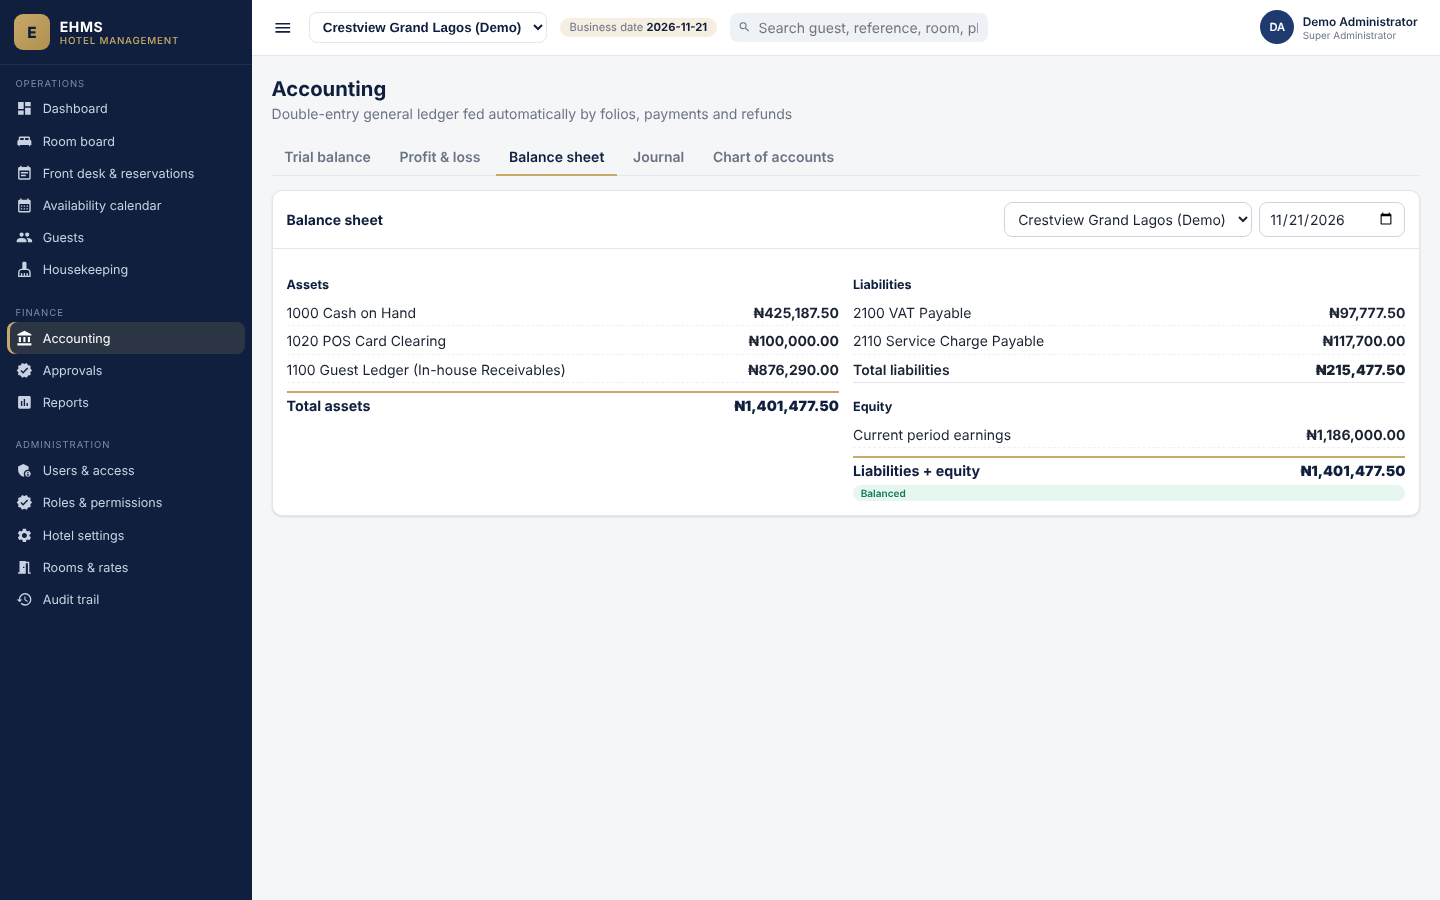 E
EHMS
HOTEL MANAGEMENT
OPERATIONS
Dashboard
Room board
Front desk & reservations
Availability calendar
Guests
Housekeeping
FINANCE
Accounting
Approvals
Reports
ADMINISTRATION
Users & access
Roles & permissions
Hotel settings
Rooms & rates
Audit trail
Crestview Grand Lagos (Demo)
Business date 2026-11-21
Search guest, reference, room, pl
DA
Demo Administrator
Super Administrator
Accounting
Double-entry general ledger fed automatically by folios, payments and refunds
Trial balance Profit & loss Balance sheet Journal Chart of accounts
Balance sheet
Crestview Grand Lagos (Demo) 11/21/2026
Assets
1000 Cash on Hand ₦425,187.50
1020 POS Card Clearing ₦100,000.00
1100 Guest Ledger (In-house Receivables) ₦876,290.00
Total assets ₦1,401,477.50
Liabilities
2100 VAT Payable ₦97,777.50
2110 Service Charge Payable ₦117,700.00
Total liabilities ₦215,477.50
Equity
Current period earnings ₦1,186,000.00
Liabilities + equity ₦1,401,477.50
Balanced